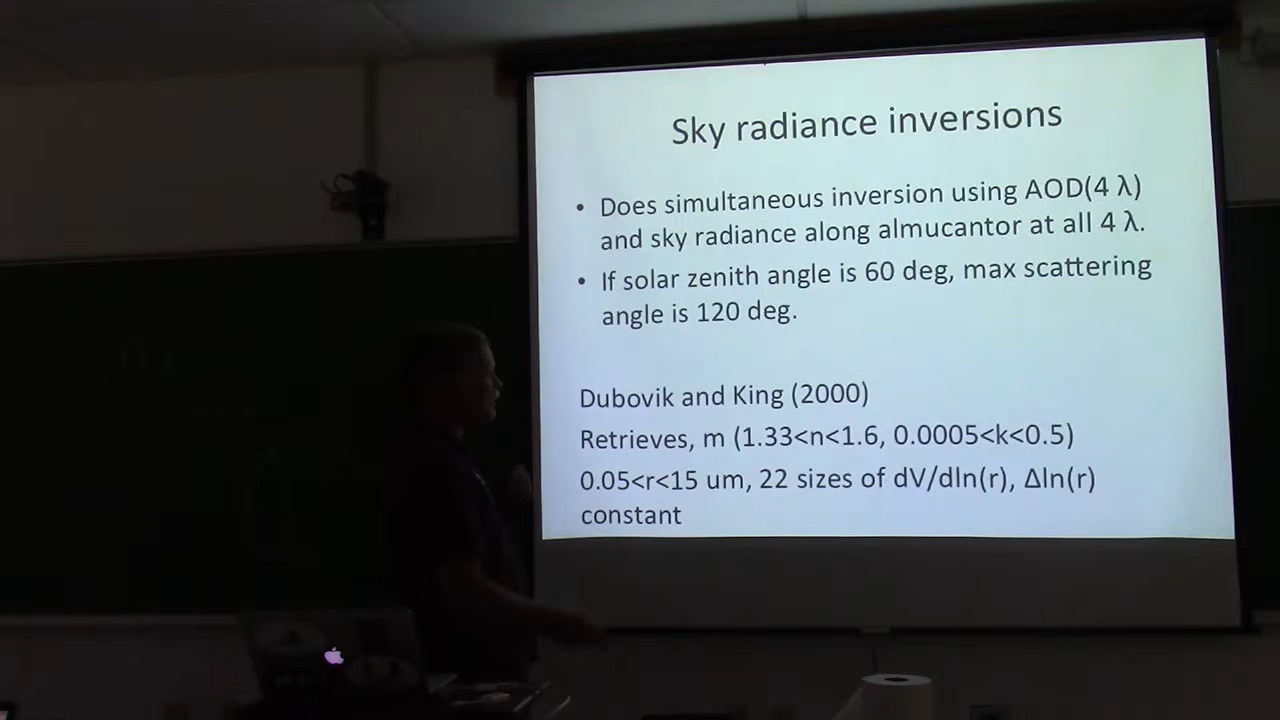 Sky radiance inversions
• Does simultaneous inversion using AOD(4 λ)
and sky radiance along almucantor at all 4 λ.
• If solar zenith angle is 60 deg, max scattering
angle is 120 deg.
Dubovik and King (2000)
Retrieves, m (1.33<n<1.6, 0.0005<k<0.5)
0.05<r<15 um, 22 sizes of dV/dln(r), Δln(r)
constant